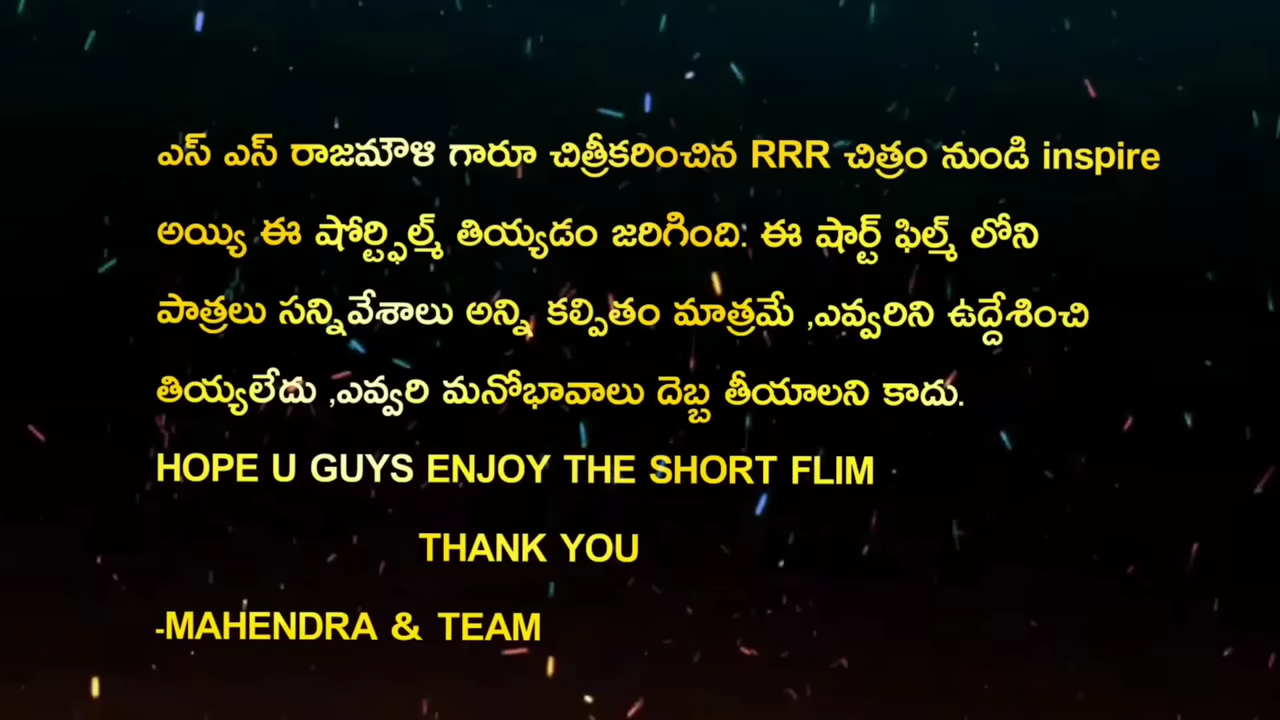 ఎస్ ఎస్ రాజమౌళి గారూ చిత్రీకరించిన RRR చిత్రం నుండి inspire
అయ్యి ఈ షోర్ట్ఫిల్మ్ తియ్యడం జరిగింది. ఈ షార్ట్ ఫిల్మ్ లోని
పాత్రలు సన్నివేశాలు అన్ని కల్పితం మాత్రమే ,ఎవ్వరిని ఉద్దేశించి
తియ్యలేదు ,ఎవ్వరి మనోభావాలు దెబ్బ తీయాలని కాదు.
HOPE U GUYS ENJOY THE SHORT FLIM
THANK YOU
-MAHENDRA & TEAM